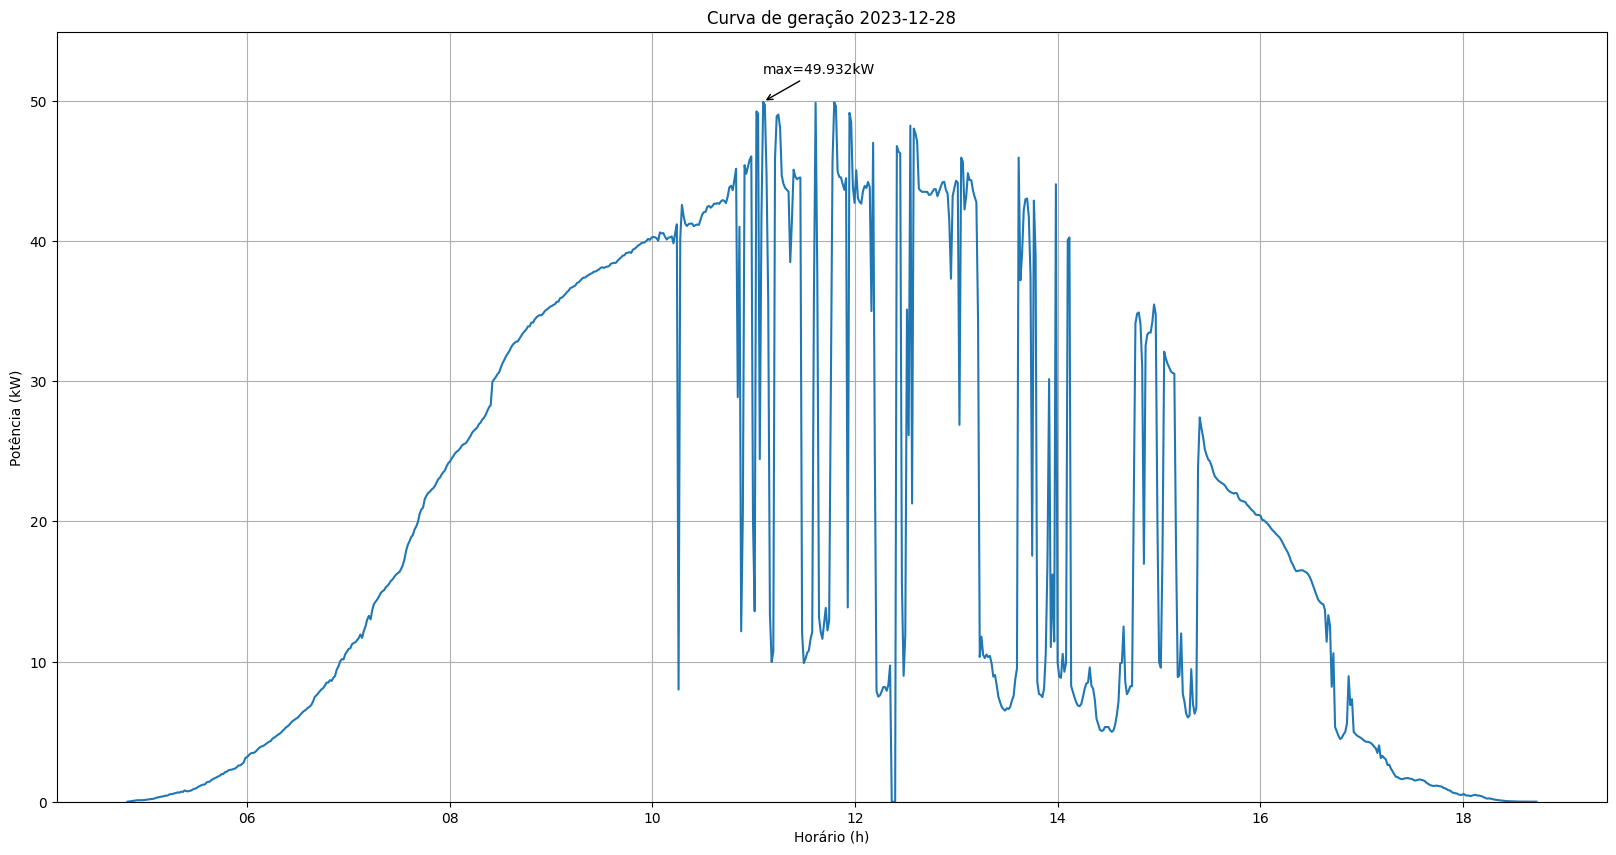 Curva de geração 2023-12-28
max=49.932kW
Potência (kW)
50
40
30
20
10
0
06 08 10 12 14 16 18
Horário (h)